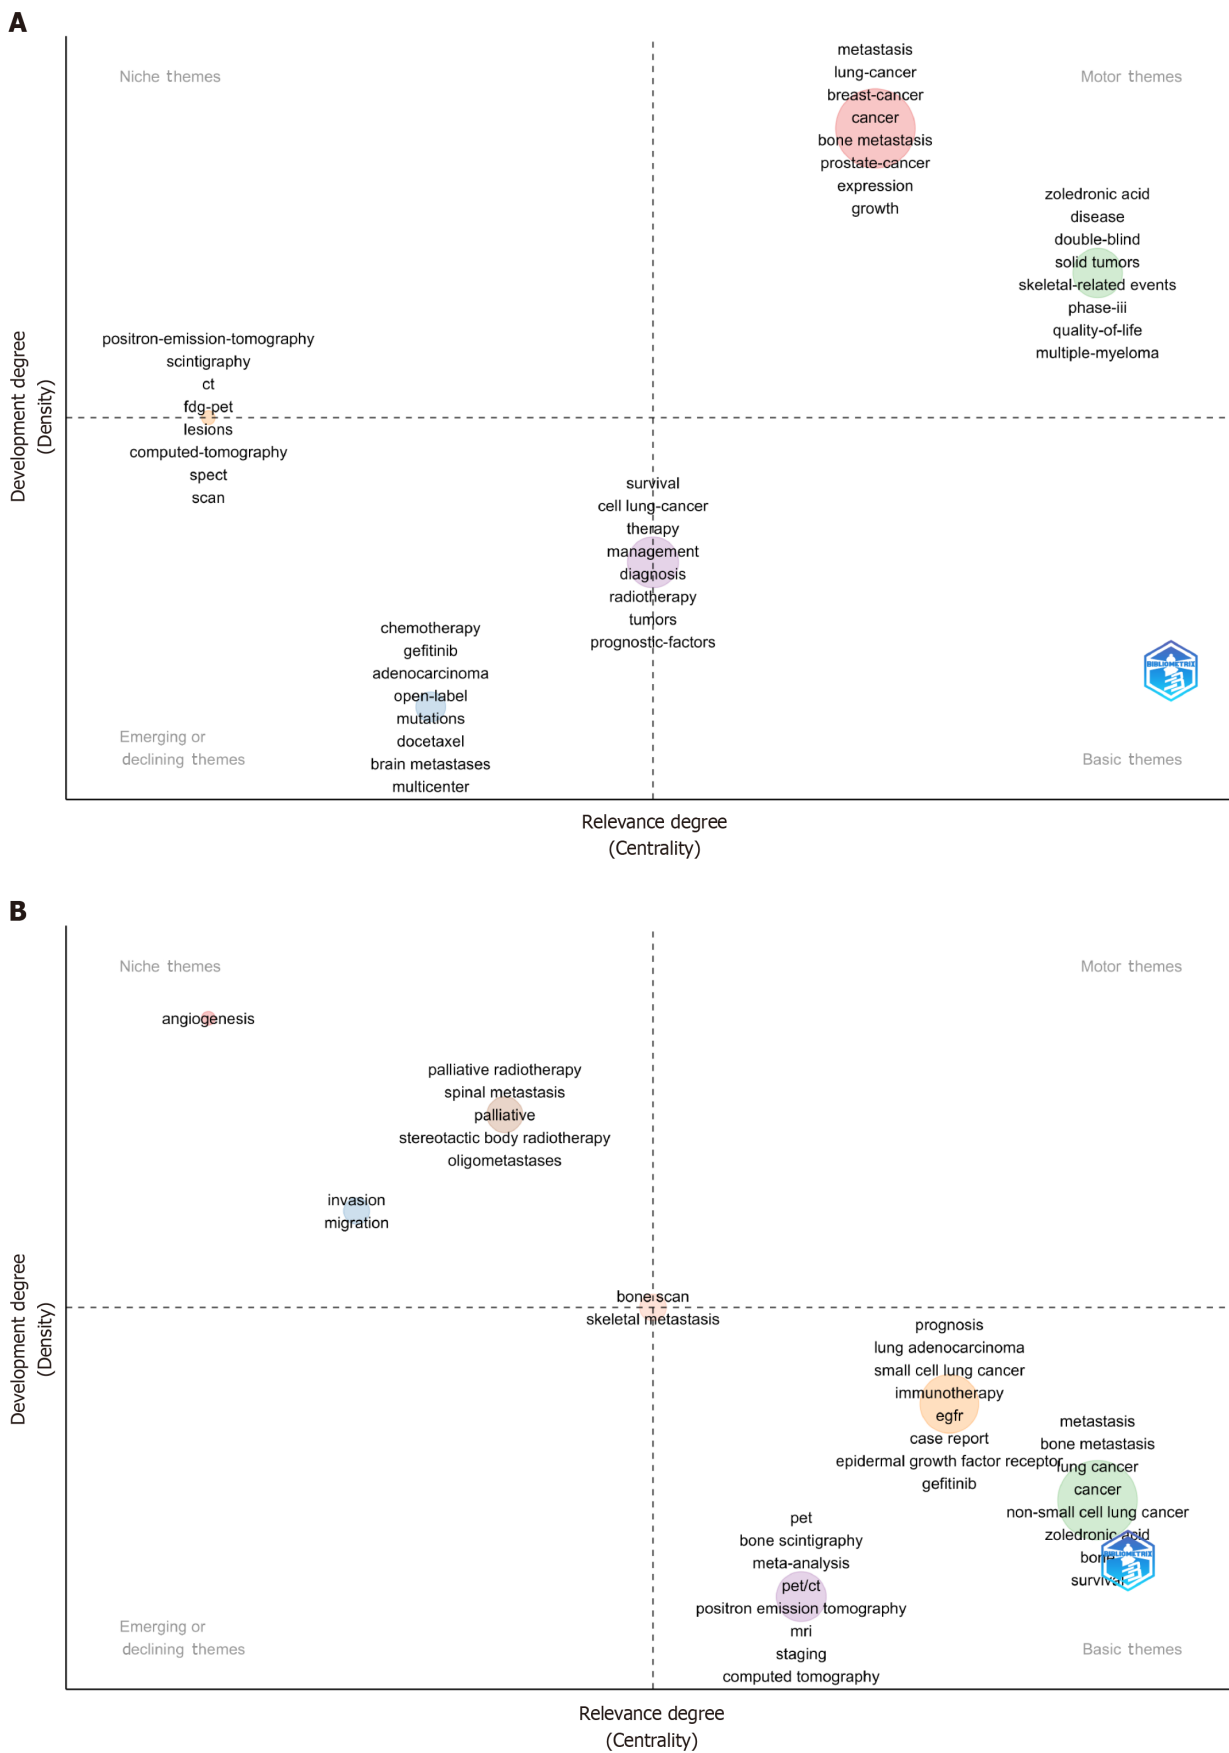 A
Niche themes
Motor themes
metastasis
lung-cancer
breast-cancer
cancer
bone metastasis
prostate-cancer
expression
growth
zoledronic acid
disease
double-blind
solid tumors
skeletal-related events
phase-iii
quality-of-life
multiple-myeloma
positron-emission-tomography
scintigraphy
ct
fdg-pet
lesions
computed-tomography
spect
scan
survival
cell lung-cancer
therapy
management
diagnosis
radiotherapy
tumors
prognostic-factors
chemotherapy
gefitinib
adenocarcinoma
open-label
mutations
docetaxel
brain metastases
multicenter
BIBLIOMETRIX
Emerging or
declining themes
Basic themes
Development degree
(Density)
Relevance degree
(Centrality)
B
Niche themes
Motor themes
angiogenesis
palliative radiotherapy
spinal metastasis
palliative
stereotactic body radiotherapy
oligometastases
invasion
migration
bone scan
skeletal metastasis
prognosis
lung adenocarcinoma
small cell lung cancer
immunotherapy
egfr
case report
epidermal growth factor receptor
gefitinib
metastasis
bone metastasis
lung cancer
cancer
non-small cell lung cancer
zoledronic acid
bone
survival
BIBLIOMETRIX
pet
bone scintigraphy
meta-analysis
pet/ct
positron emission tomography
mri
staging
computed tomography
Emerging or
declining themes
Basic themes
Development degree
(Density)
Relevance degree
(Centrality)